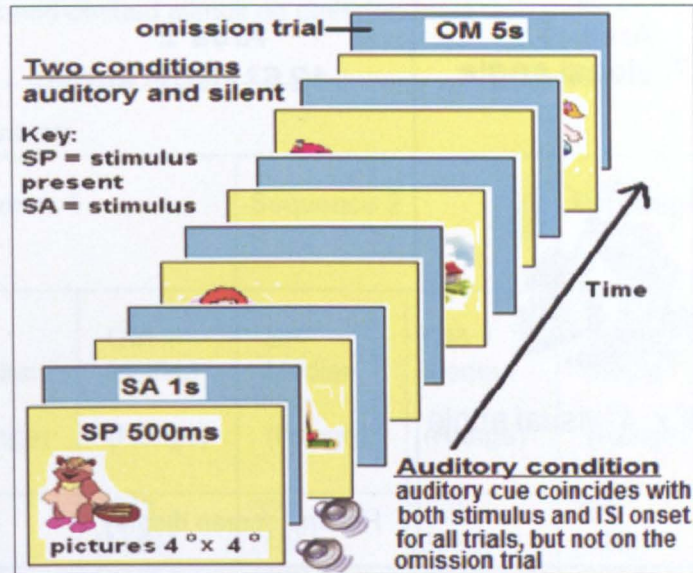 omission trial
OM 5s
Two conditions
auditory and silent
Key:
SP = stimulus
present
SA = stimulus
Time
SA 1s
SP 500ms
pictures 4° x 4°
Auditory condition
auditory cue coincides with
both stimulus and ISI onset
for all trials, but not on the
omission trial